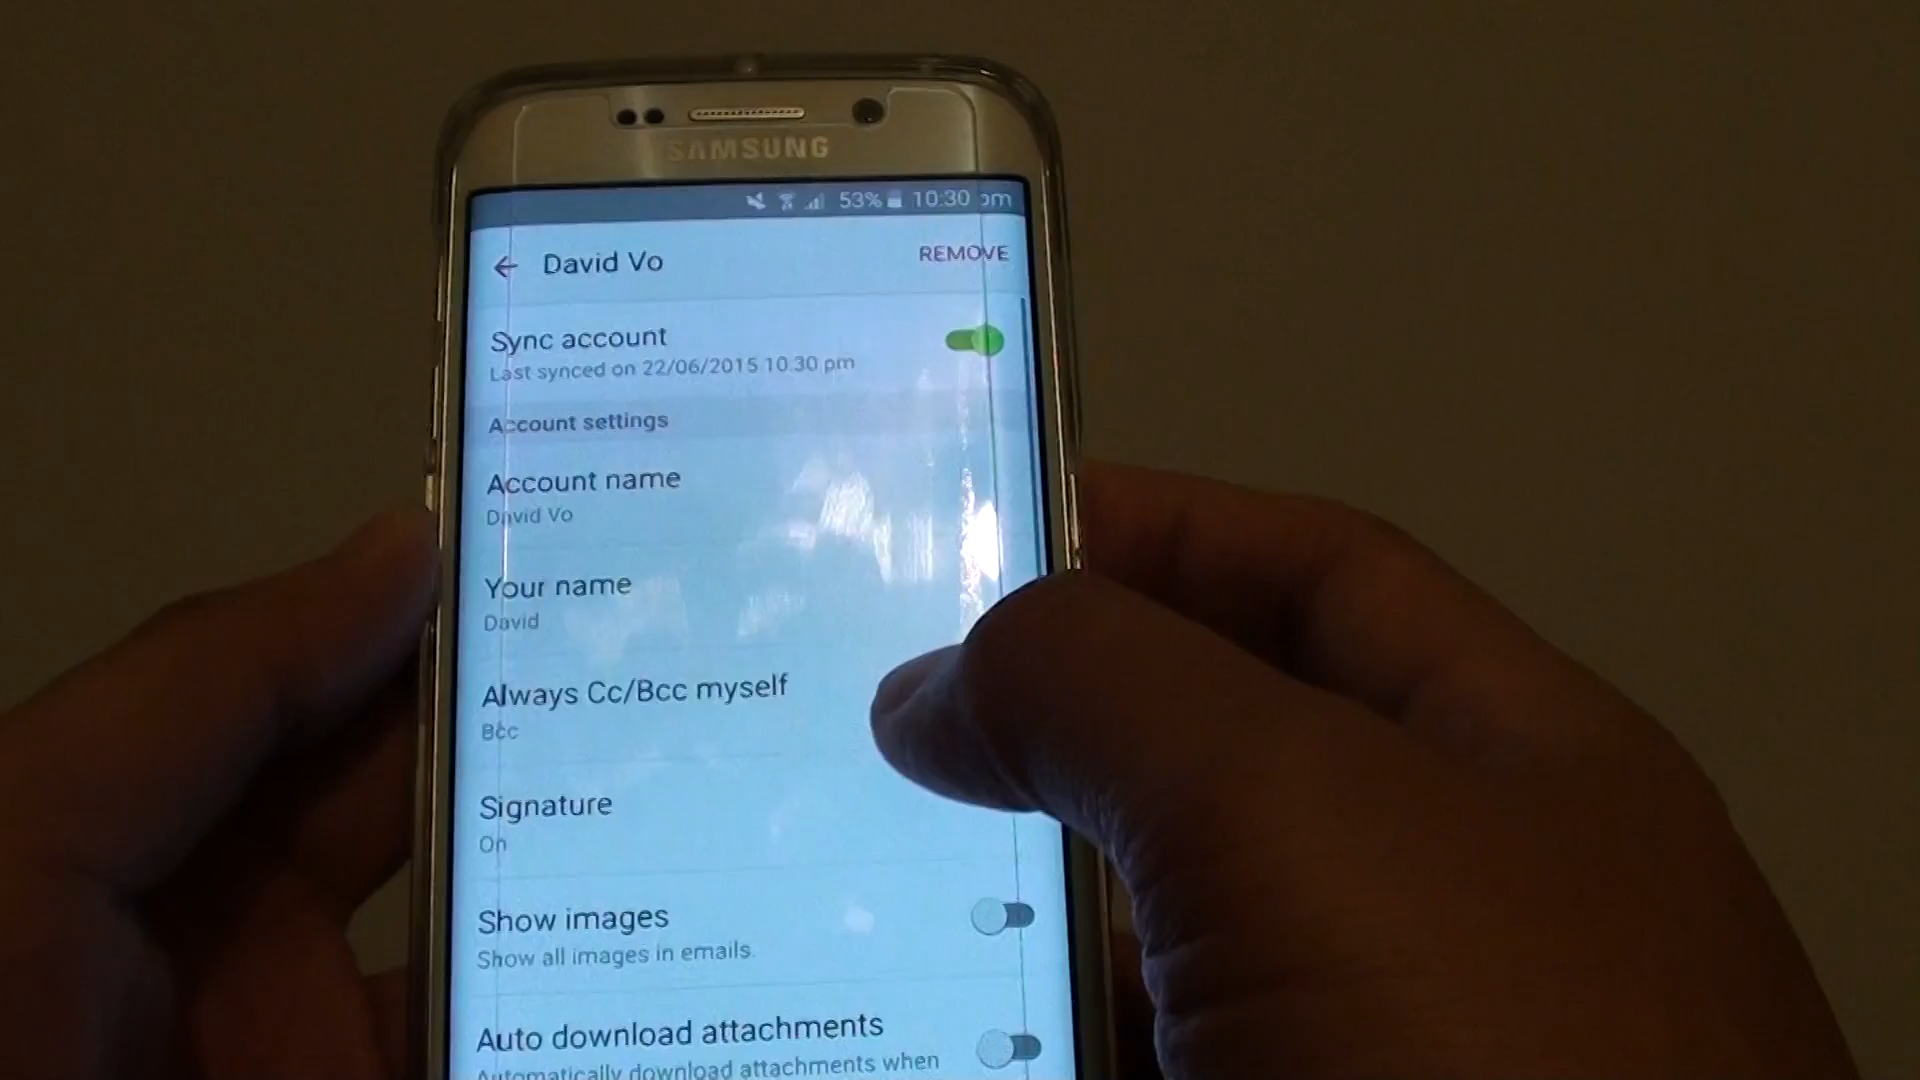 SAMSUNG
53% 10:30 pm
David Vo
REMOVE
Sync account
Last synced on 22/06/2015 10:30 pm
Account settings
Account name
David Vo
Your name
David
Always Cc/Bcc myself
Bcc
Signature
On
Show images
Show all images in emails.
Auto download attachments
Automatically download attachments when